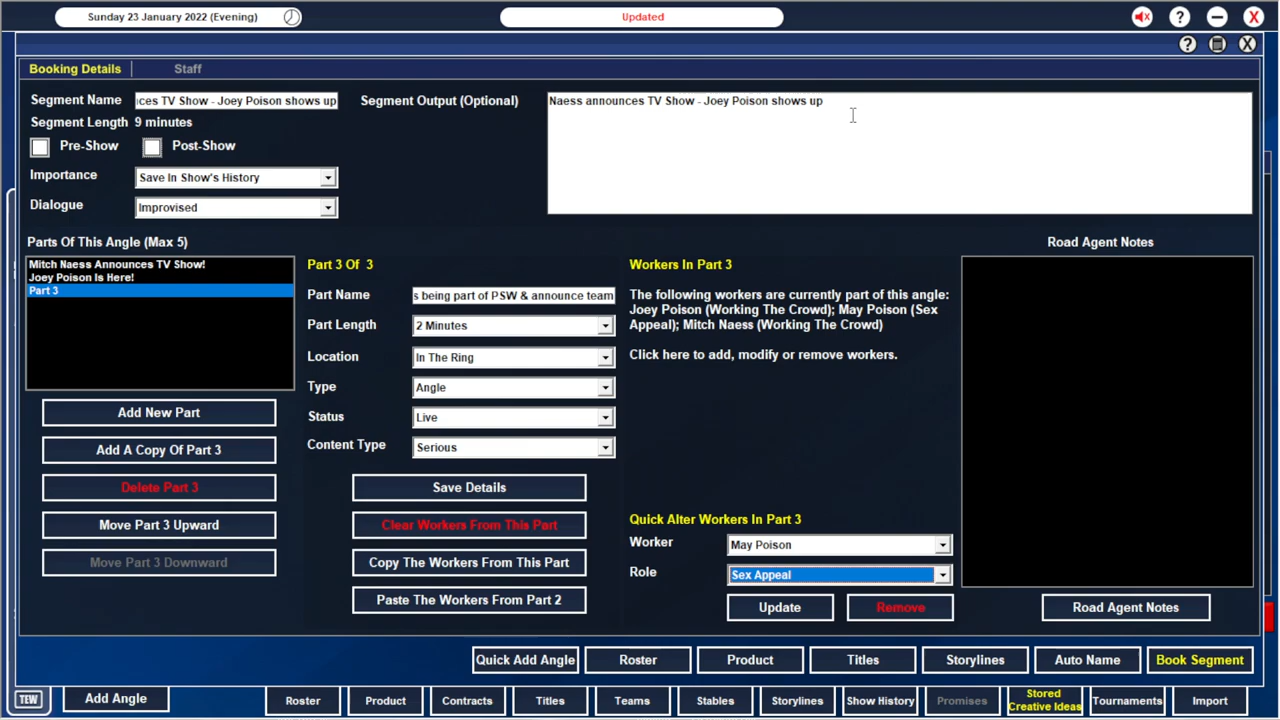 Sunday 23 January 2022 (Evening)
Updated
Booking Details
Staff
Segment Name
ces TV Show - Joey Poison shows up
Segment Output (Optional)
Naess announces TV Show - Joey Poison shows up
Segment Length 9 minutes
Pre-Show
Post-Show
Importance
Save In Show's History
Dialogue
Improvised
Parts Of This Angle (Max 5)
Mitch Naess Announces TV Show!
Joey Poison Is Here!
Part 3
Add New Part
Add A Copy Of Part 3
Delete Part 3
Move Part 3 Upward
Move Part 3 Downward
Part 3 Of 3
Part Name
s being part of PSW & announce team
Part Length
2 Minutes
Location
In The Ring
Type
Angle
Status
Live
Content Type
Serious
Save Details
Clear Workers From This Part
Copy The Workers From This Part
Paste The Workers From Part 2
Workers In Part 3
The following workers are currently part of this angle:
Joey Poison (Working The Crowd); May Poison (Sex
Appeal); Mitch Naess (Working The Crowd)
Click here to add, modify or remove workers.
Quick Alter Workers In Part 3
Worker
May Poison
Role
Sex Appeal
Update
Remove
Road Agent Notes
Road Agent Notes
Quick Add Angle
Roster
Product
Titles
Storylines
Auto Name
Book Segment
TEW
Add Angle
Roster
Product
Contracts
Titles
Teams
Stables
Storylines
Show History
Promises
Stored
Creative Ideas
Tournaments
Import